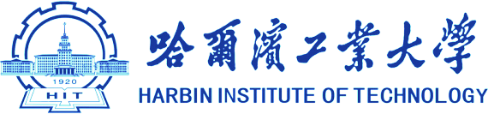 1920
HIT
哈爾濱工業大學
HARBIN INSTITUTE OF TECHNOLOGY